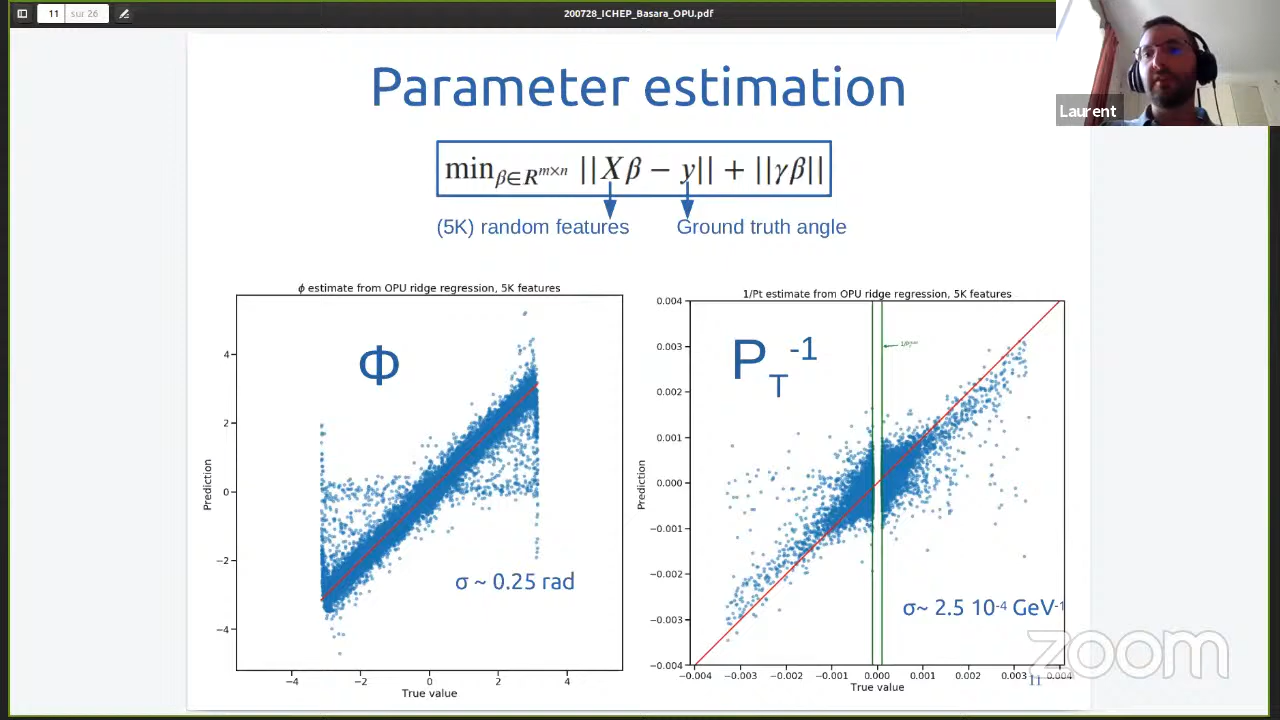 11 sur 26
200728_ICHEP_Basara_OPU.pdf
Laurent
Parameter estimation
min_{β∈R^{m×n}} ||Xβ − y|| + ||γβ||
(5K) random features
Ground truth angle
ϕ estimate from OPU ridge regression, 5K features
Φ
σ ~ 0.25 rad
Prediction
4
2
0
−2
−4
−4 −2 0 2 4
True value
1/Pt estimate from OPU ridge regression, 5K features
P_T^-1
σ~ 2.5 10^-4 GeV^-1
Prediction
0.004
0.003
0.002
0.001
0.000
−0.001
−0.002
−0.003
−0.004
−0.004 −0.003 −0.002 −0.001 0.000 0.001 0.002 0.003 0.004
True value
11
zoom